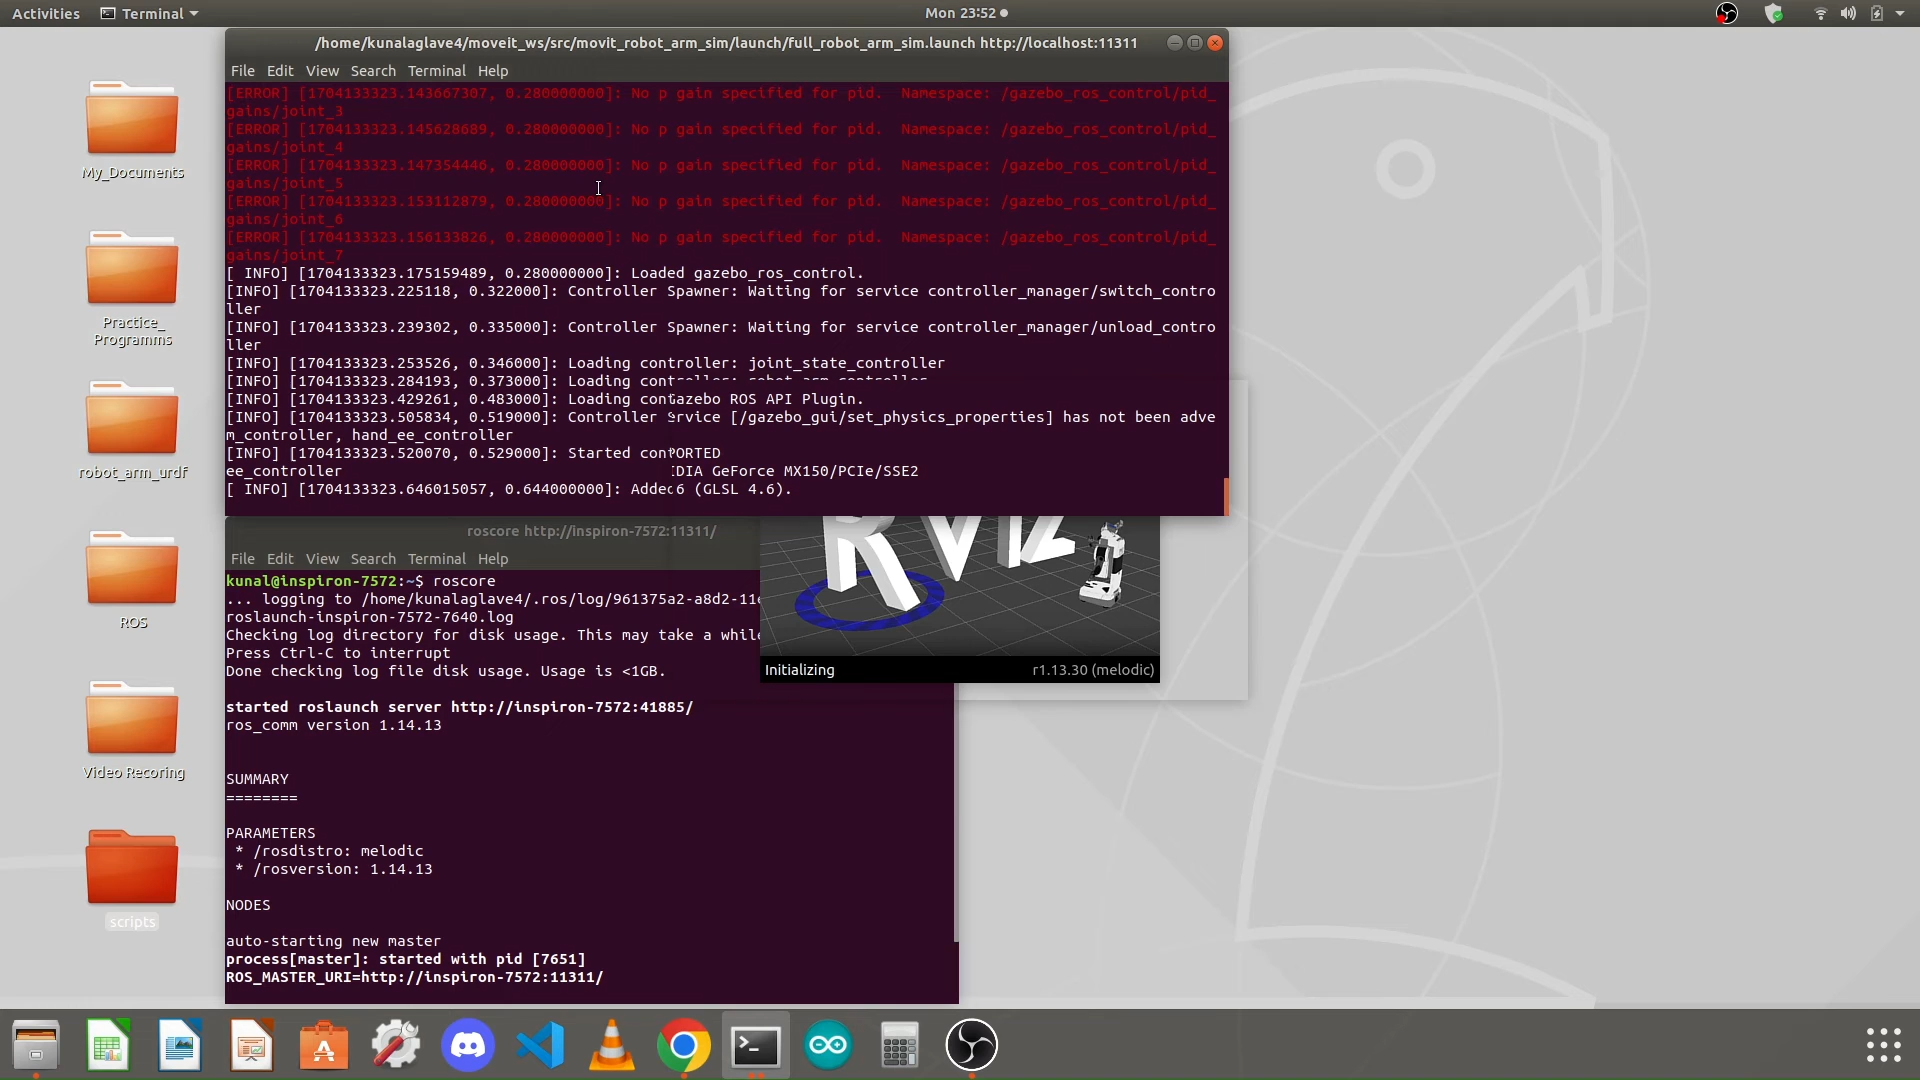 Activities
Terminal
Mon 23:52
/home/kunalaglave4/moveit_ws/src/movit_robot_arm_sim/launch/full_robot_arm_sim.launch http://localhost:11311
File Edit View Search Terminal Help
[ERROR] [1704133323.143667307, 0.280000000]: No p gain specified for pid.  Namespace: /gazebo_ros_control/pid_
gains/joint_3
[ERROR] [1704133323.145628689, 0.280000000]: No p gain specified for pid.  Namespace: /gazebo_ros_control/pid_
gains/joint_4
[ERROR] [1704133323.147354446, 0.280000000]: No p gain specified for pid.  Namespace: /gazebo_ros_control/pid_
gains/joint_5
[ERROR] [1704133323.153112879, 0.280000000]: No p gain specified for pid.  Namespace: /gazebo_ros_control/pid_
gains/joint_6
[ERROR] [1704133323.156133826, 0.280000000]: No p gain specified for pid.  Namespace: /gazebo_ros_control/pid_
gains/joint_7
[ INFO] [1704133323.175159489, 0.280000000]: Loaded gazebo_ros_control.
[INFO] [1704133323.225118, 0.322000]: Controller Spawner: Waiting for service controller_manager/switch_contro
ller
[INFO] [1704133323.239302, 0.335000]: Controller Spawner: Waiting for service controller_manager/unload_contro
ller
[INFO] [1704133323.253526, 0.346000]: Loading controller: joint_state_controller
[INFO] [1704133323.284193, 0.373000]: Loading controller: robot_arm_controller
[INFO] [1704133323.429261, 0.483000]: Loading cont azebo ROS API Plugin.
[INFO] [1704133323.505834, 0.519000]: Controller S rvice [/gazebo_gui/set_physics_properties] has not been adve
m_controller, hand_ee_controller
[INFO] [1704133323.520070, 0.529000]: Started con PORTED
ee_controller
IDIA GeForce MX150/PCIe/SSE2
[ INFO] [1704133323.646015057, 0.644000000]: Added 6 (GLSL 4.6).
roscore http://inspiron-7572:11311/
File Edit View Search Terminal Help
kunal@inspiron-7572:~$ roscore
... logging to /home/kunalaglave4/.ros/log/961375a2-a8d2-11e
roslaunch-inspiron-7572-7640.log
Checking log directory for disk usage. This may take a while
Press Ctrl-C to interrupt
Done checking log file disk usage. Usage is <1GB.
started roslaunch server http://inspiron-7572:41885/
ros_comm version 1.14.13
SUMMARY
========
PARAMETERS
* /rosdistro: melodic
* /rosversion: 1.14.13
NODES
auto-starting new master
process[master]: started with pid [7651]
ROS_MASTER_URI=http://inspiron-7572:11311/
RViz
Initializing
r1.13.30 (melodic)
My_Documents
Practice_
Programms
robot_arm_urdf
ROS
Video Recoring
scripts